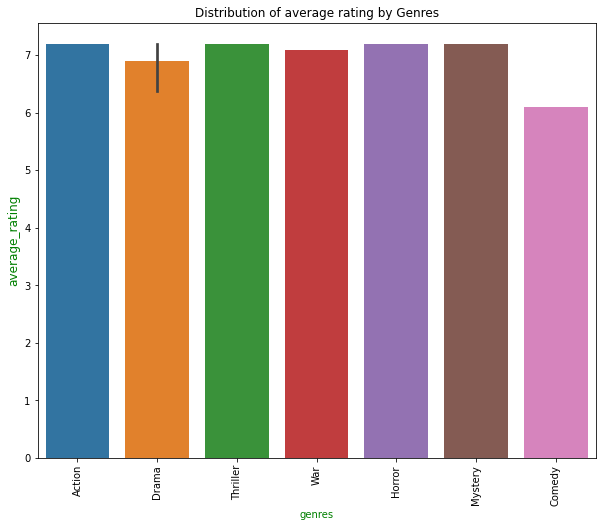 Distribution of average rating by Genres
average_rating
7
6
5
4
3
2
1
0
Action
Drama
Thriller
War
Horror
Mystery
Comedy
genres